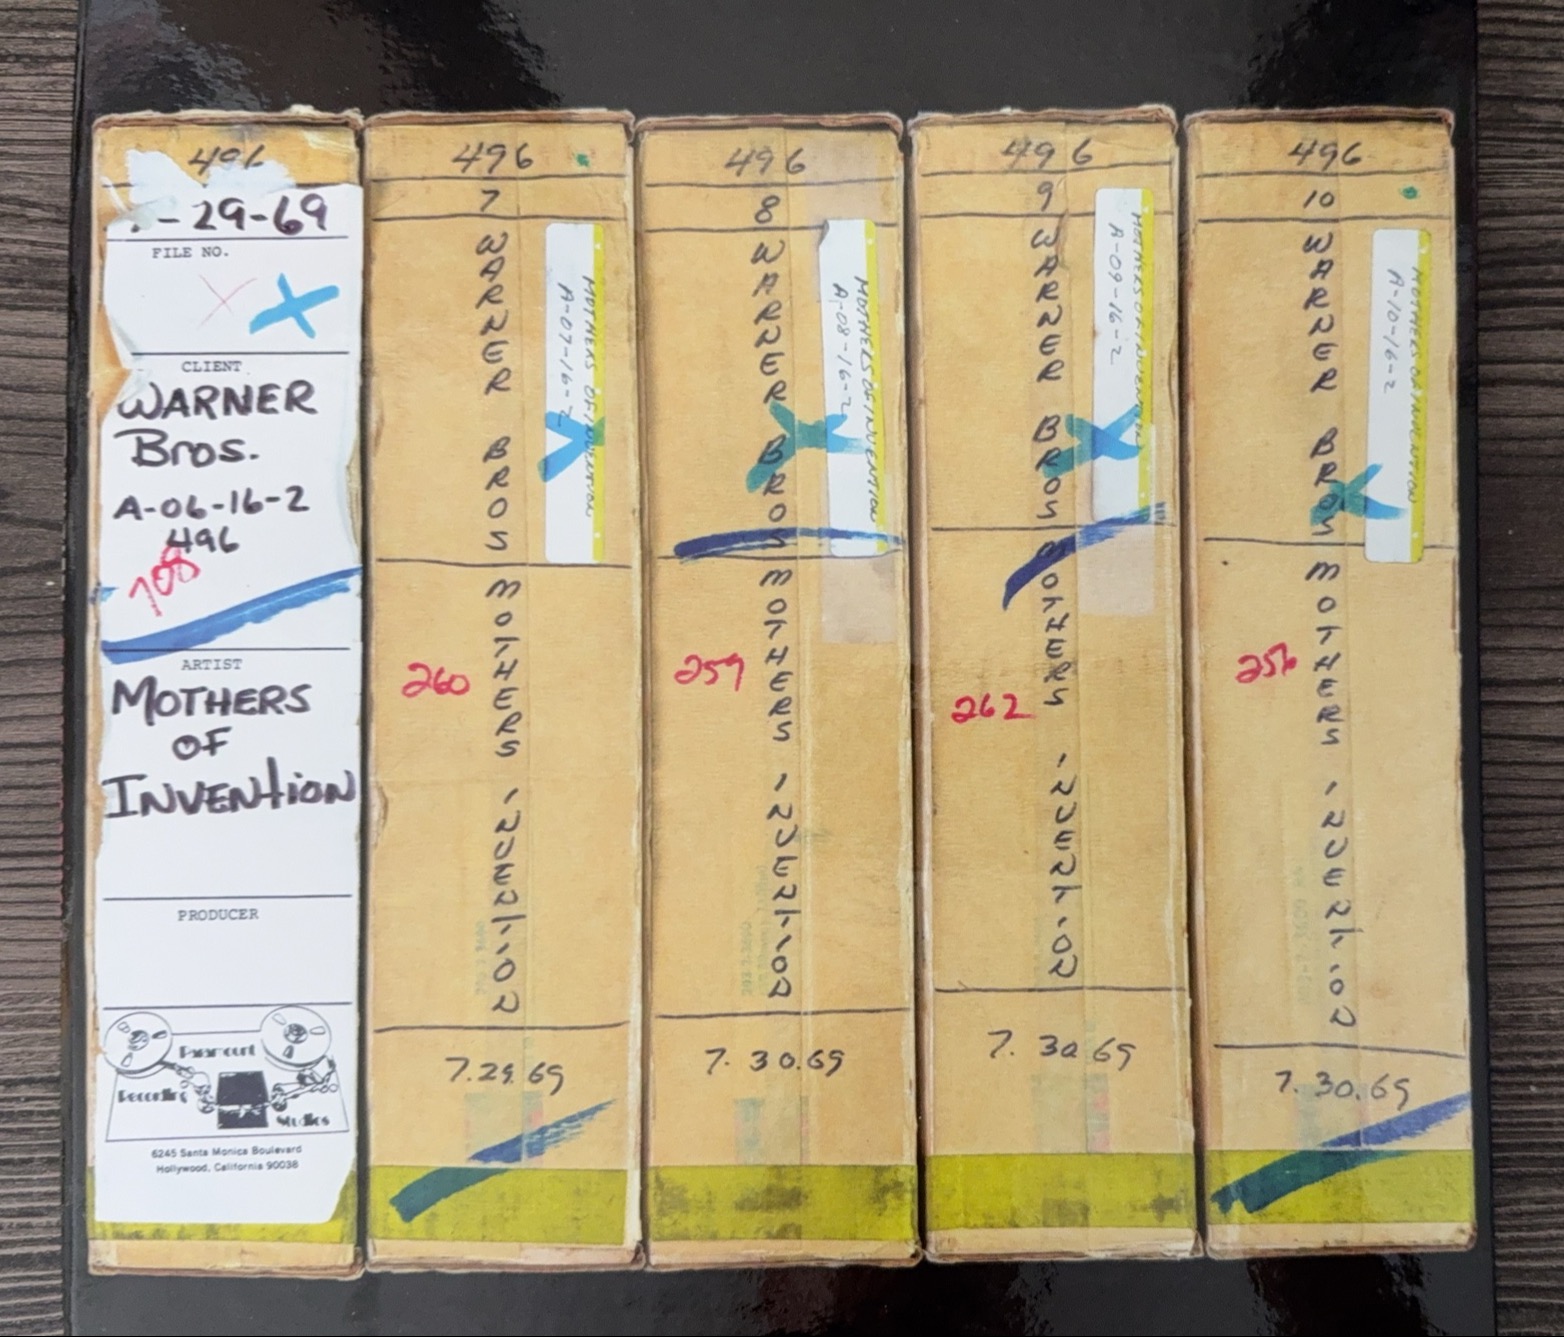 496
-29-69
FILE NO.
CLIENT
WARNER
Bros.
A-06-16-2
496
708
ARTIST
MOTHERS
OF
INVENTION
PRODUCER
Paramount
Recording
Studios
6245 Santa Monica Boulevard
Hollywood, California 90038
496
7
WARNER BROS
MOTHERS OF INVENTION
A-07-16-2
260
MOTHERS INVENTION
7.29.69
496
8
WARNER BROS
MOTHERS OF INVENTION
A-08-16-2
259
MOTHERS INVENTION
7.30.69
496
9
WARNER BROS
MOTHERS OF INVENTION
A-09-16-2
262
MOTHERS INVENTION
7.30 69
496
10
WARNER BROS
MOTHERS OF INVENTION
A-10-16-2
256
MOTHERS INVENTION
7.30.69